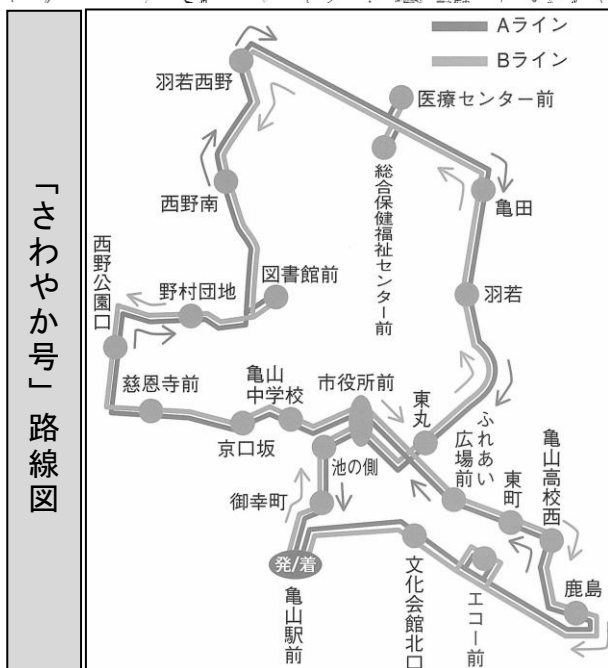 「さわやか号」路線図
Aライン
Bライン
羽若西野
医療センター前
総合保健福祉センター前
亀田
西野南
西野公園口
野村団地
図書館前
羽若
慈恩寺前
亀山
中学校
市役所前
東丸
ふれあい
広場前
亀山高校西
京口坂
池の側
東町
御幸町
発/着
亀山駅前
文化会館北口
エコー前
鹿島